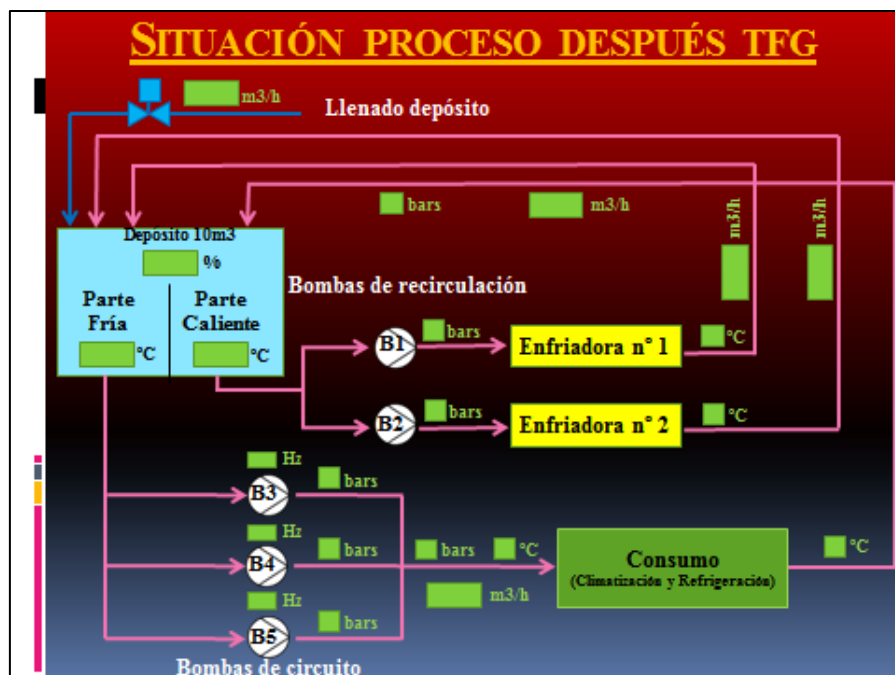 SITUACIÓN PROCESO DESPUÉS TFG
m3/h
Llenado depósito
bars
m3/h
m3/h
m3/h
Depósito 10m3
%
Bombas de recirculación
Parte Fría
Parte Caliente
°C
°C
B1
bars
Enfriadora n° 1
°C
B2
bars
Enfriadora n° 2
°C
Hz
B3
bars
Hz
B4
bars
bars
°C
m3/h
Consumo
(Climatización y Refrigeración)
°C
Hz
B5
bars
Bombas de circuito